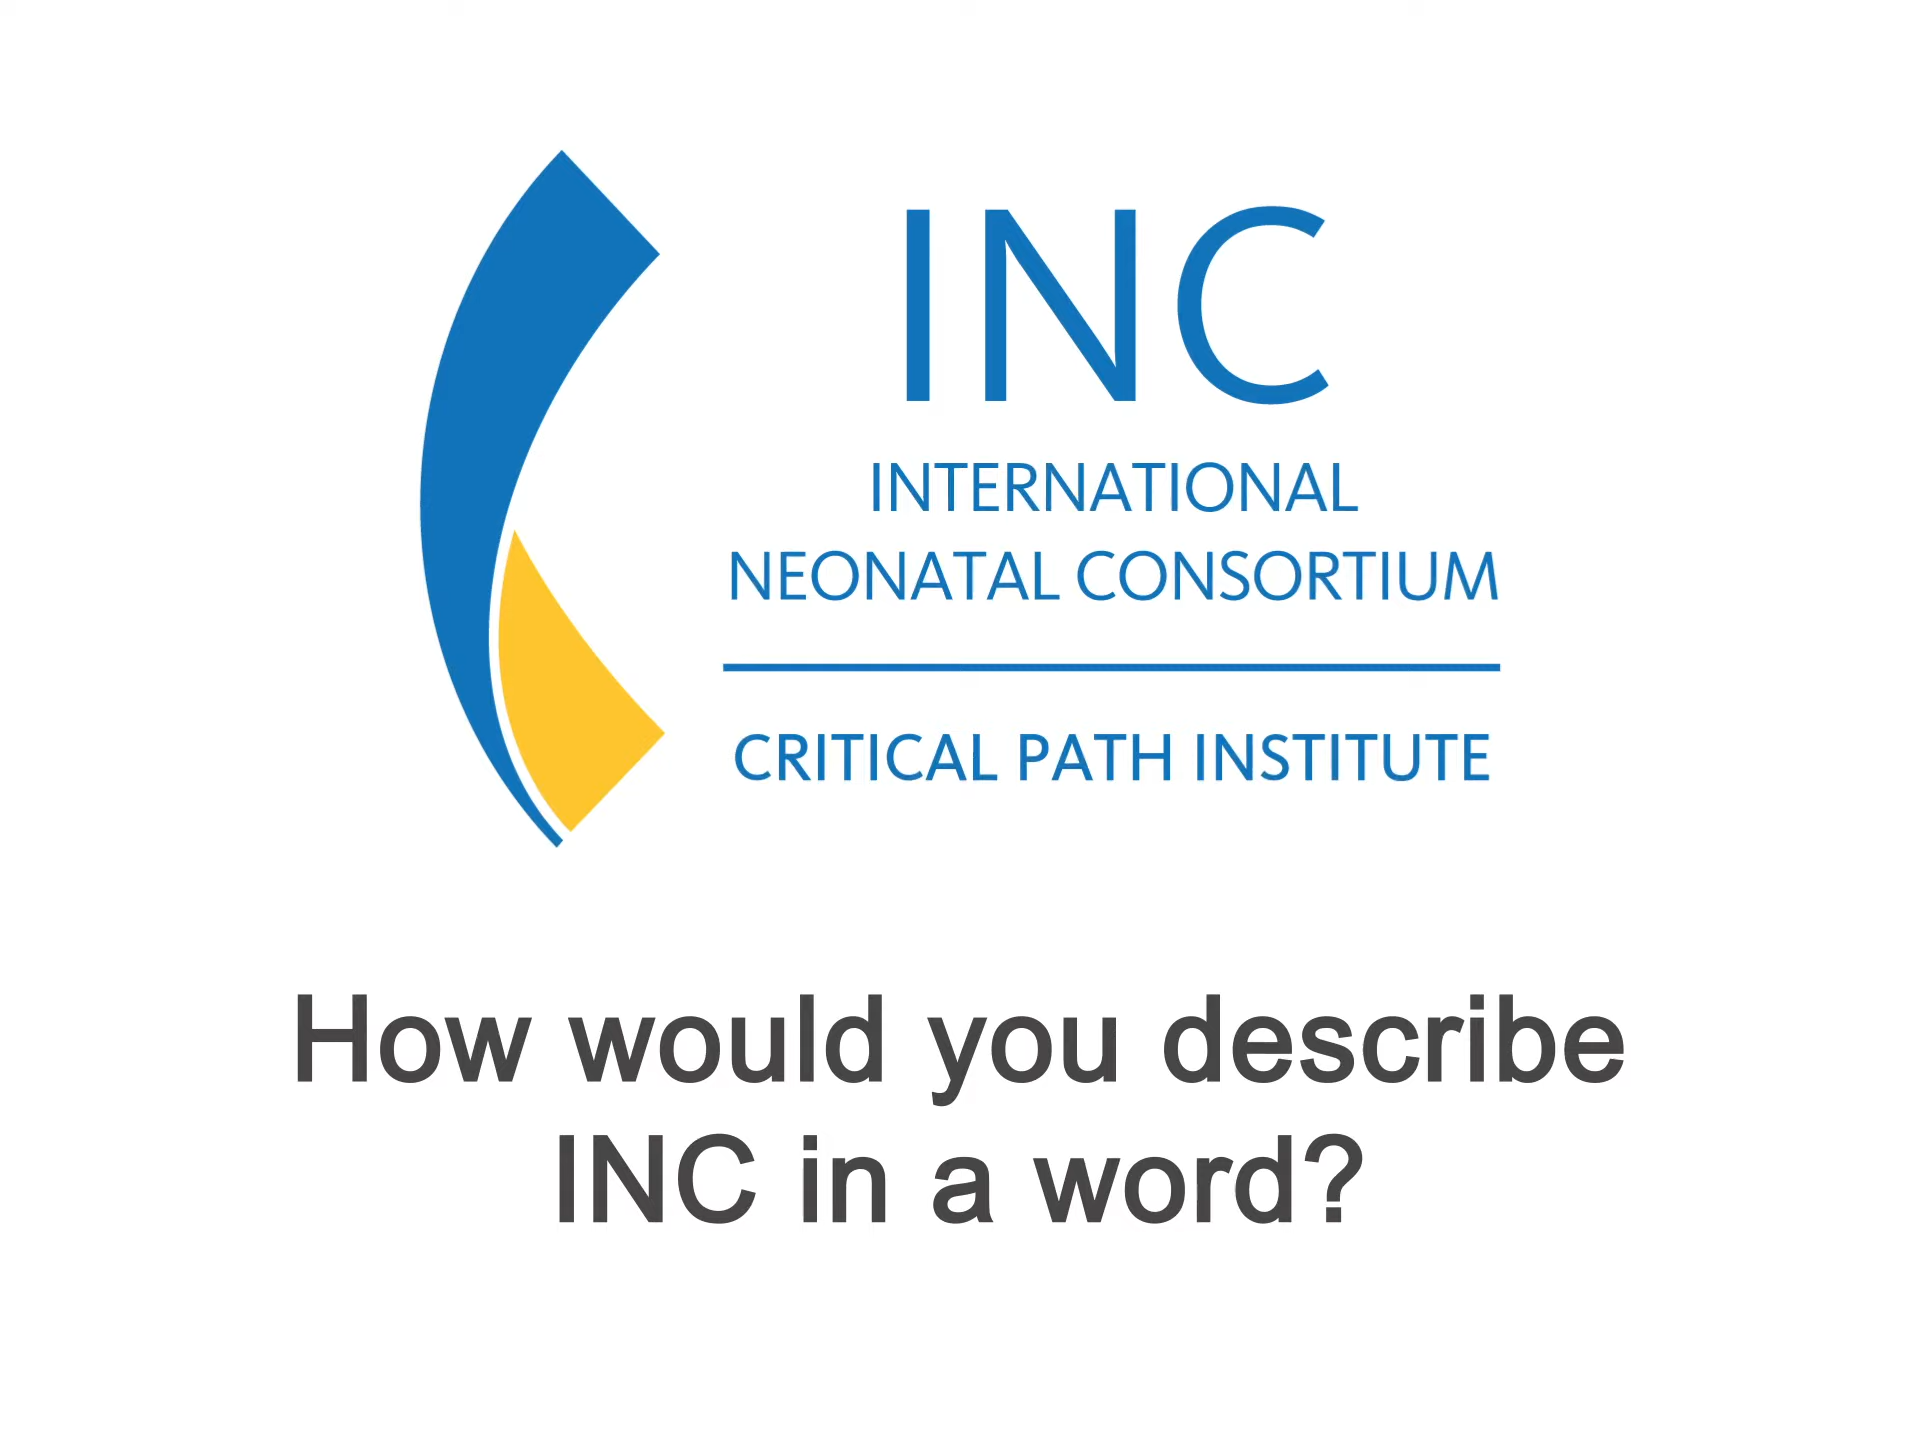 INC
INTERNATIONAL
NEONATAL CONSORTIUM
CRITICAL PATH INSTITUTE
How would you describe
INC in a word?